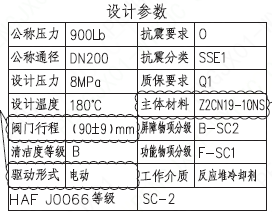 设计参数
公称压力 900Lb 抗震要求 O
公称通径 DN200 抗震分类 SSE1
设计压力 8MPa 质保要求 Q1
设计温度 180℃ 主体材料 Z2CN19-10NS
阀门行程 (90±9)mm 屏障物项分级 B-SC2
清洁度等级 B 功能物项分级 F-SC1
驱动形式 电动 工作介质 反应堆冷却剂
HAF J0066等级 SC-2